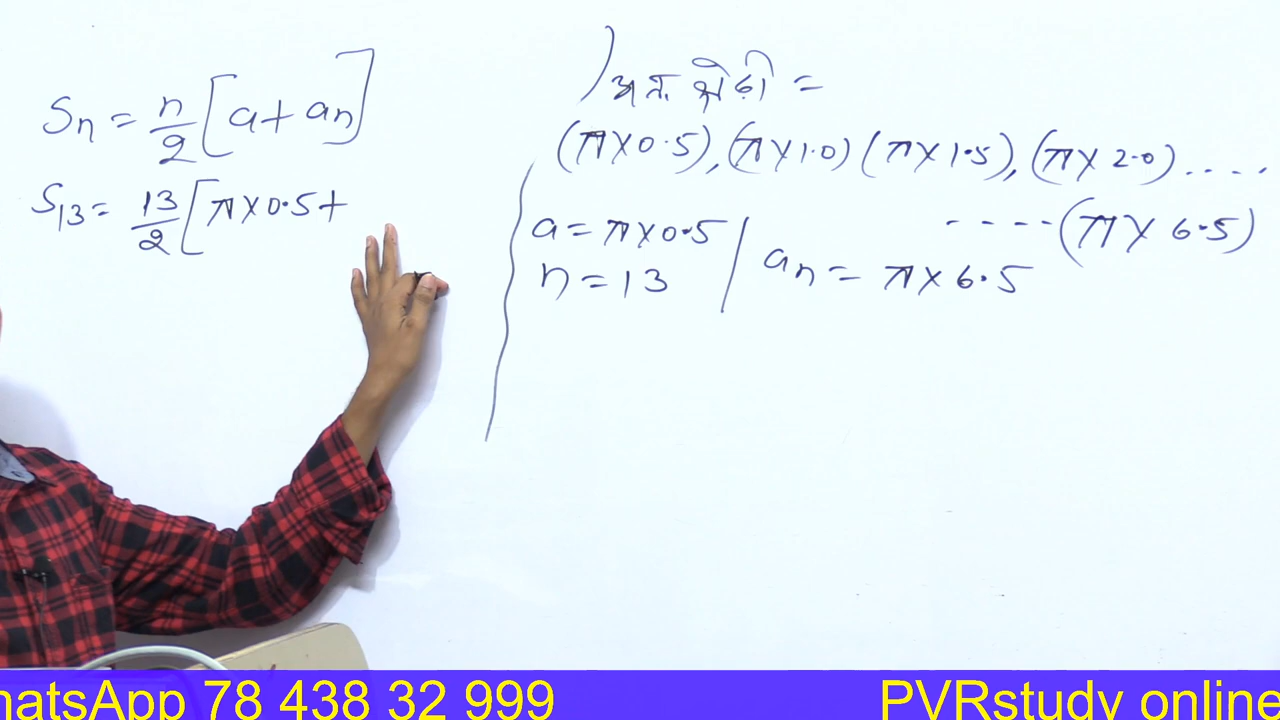 Sn = n/2 [a + an]
S13 = 13/2 [π×0.5+
अतः श्रेढ़ी =
(π×0.5), (π×1.0) (π×1.5), (π×2.0) ....
- - - - (π×6.5)
a = π×0.5
n = 13
an = π×6.5
hatsApp 78 438 32 999
PVRstudy online